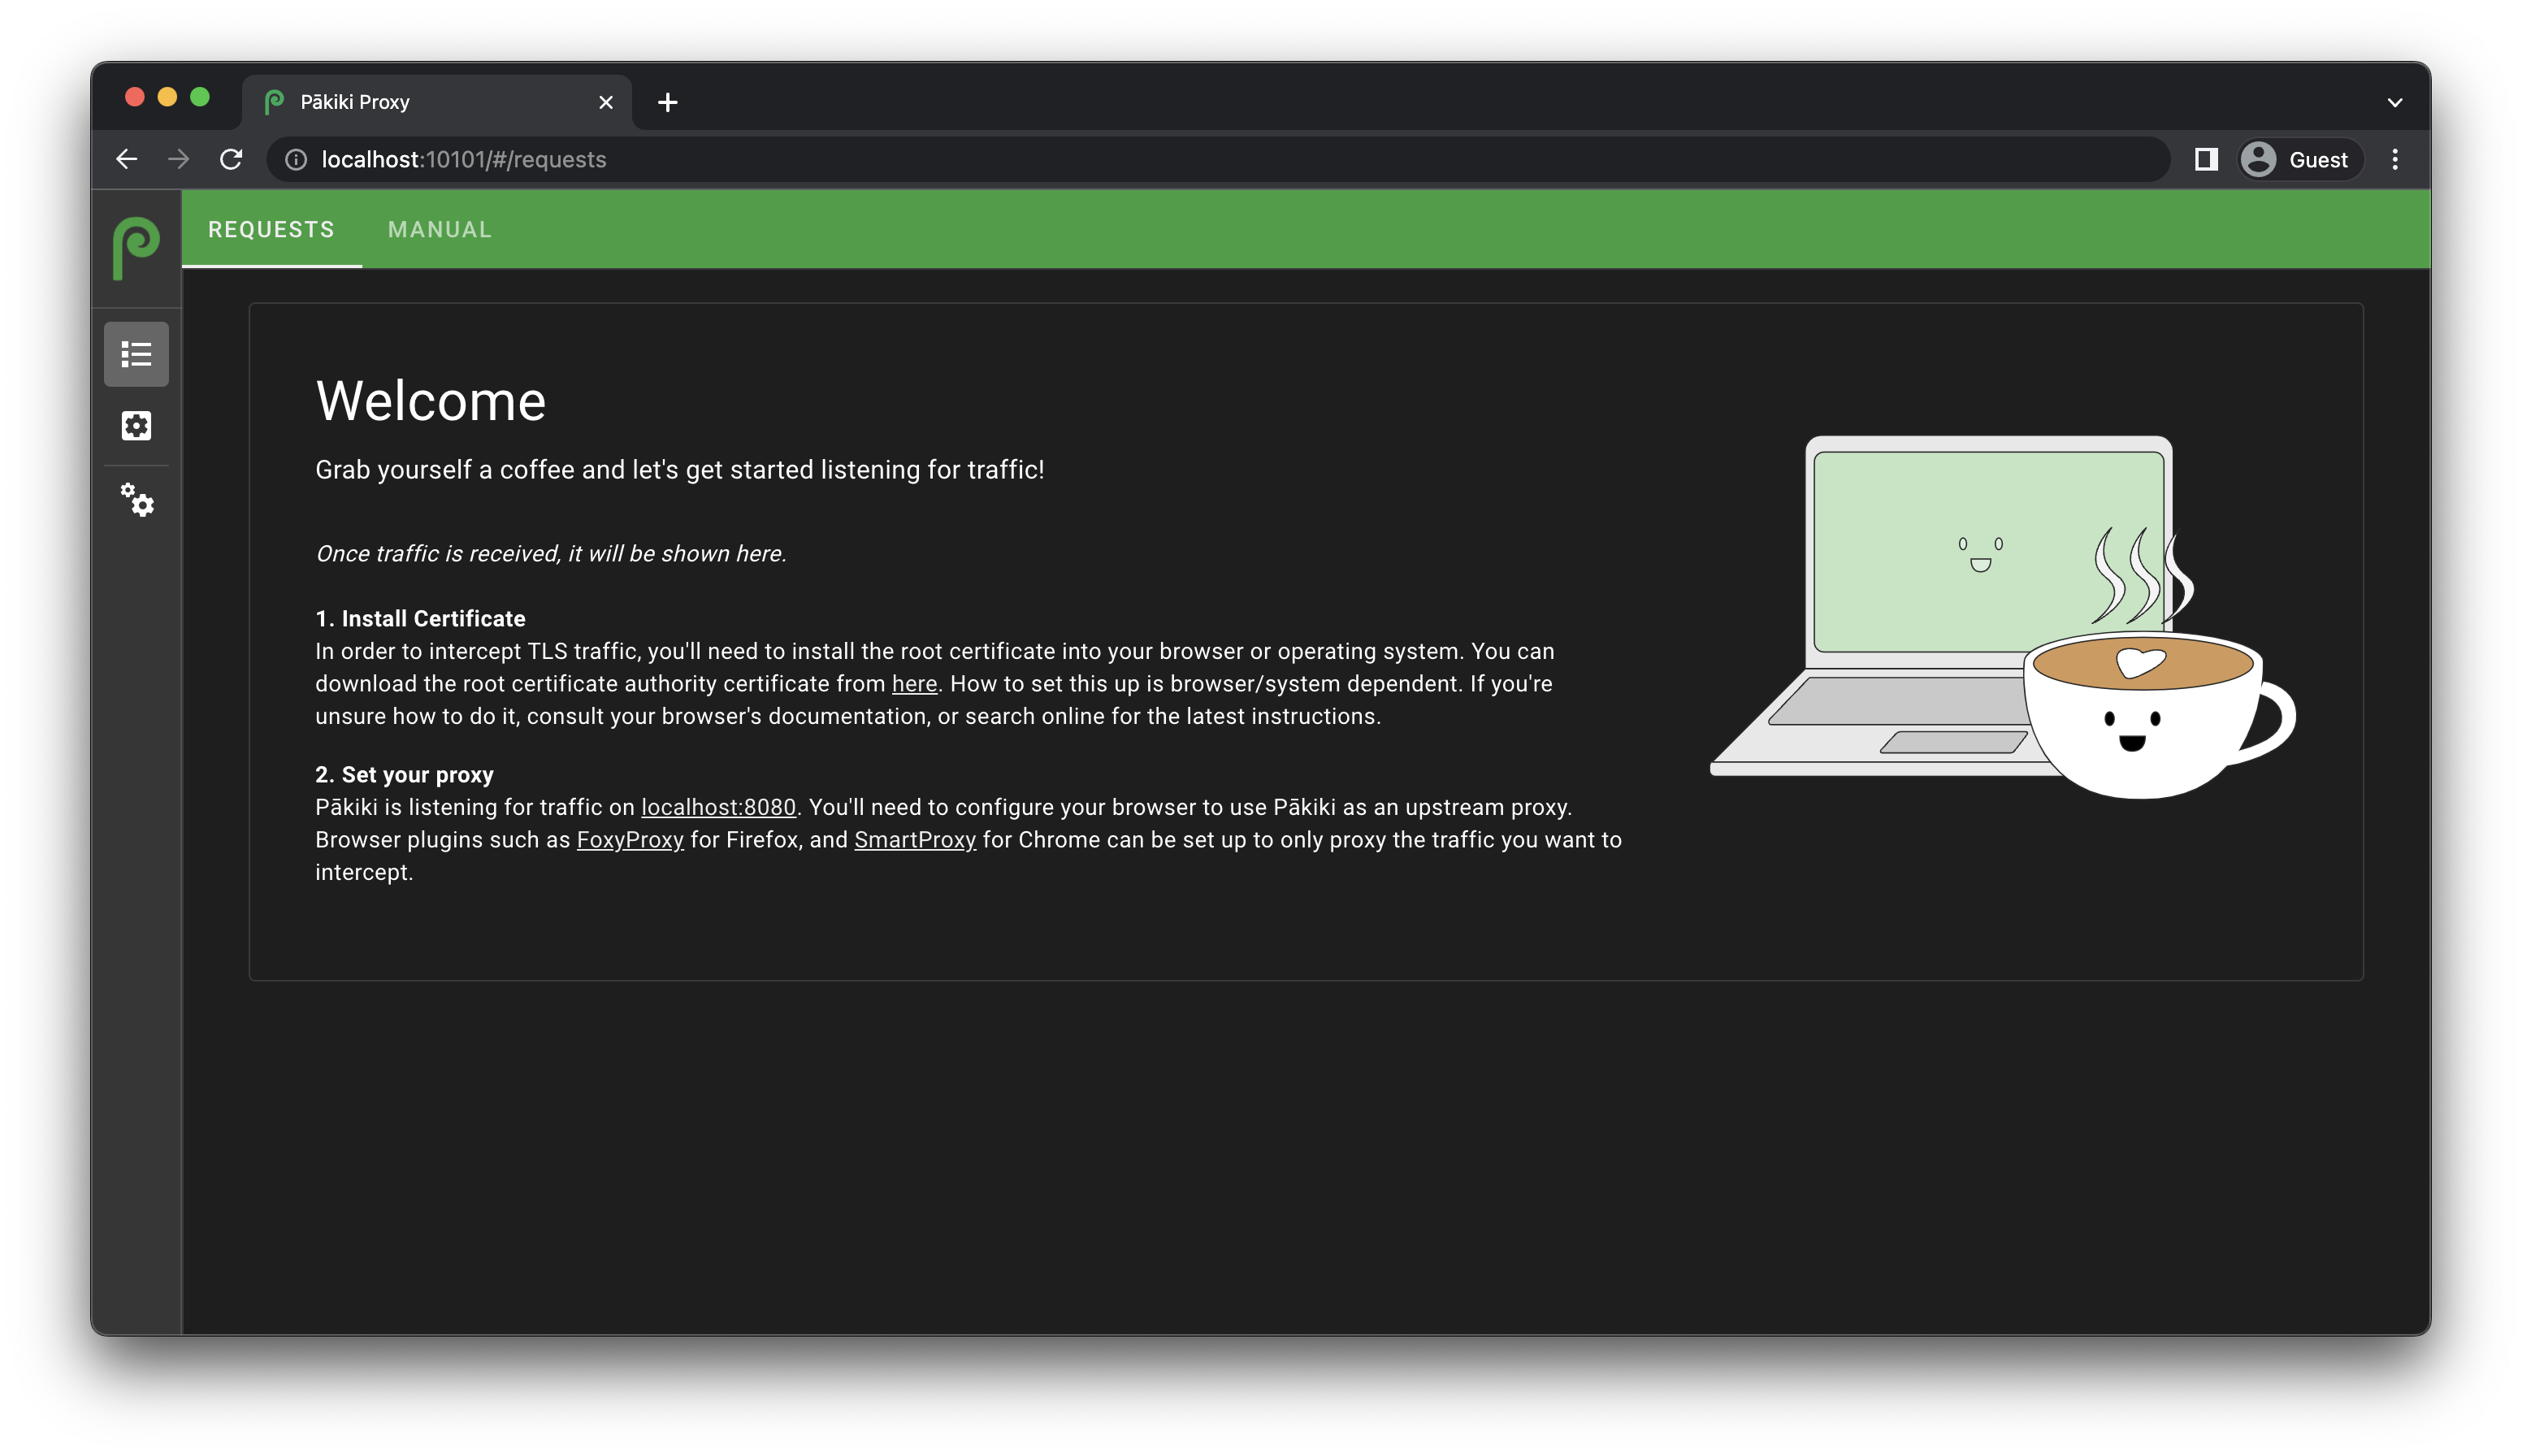 Pākiki Proxy
localhost:10101/#/requests
Guest
REQUESTS
MANUAL
Welcome
Grab yourself a coffee and let's get started listening for traffic!
Once traffic is received, it will be shown here.
1. Install Certificate
In order to intercept TLS traffic, you'll need to install the root certificate into your browser or operating system. You can
download the root certificate authority certificate from here. How to set this up is browser/system dependent. If you're
unsure how to do it, consult your browser's documentation, or search online for the latest instructions.
2. Set your proxy
Pākiki is listening for traffic on localhost:8080. You'll need to configure your browser to use Pākiki as an upstream proxy.
Browser plugins such as FoxyProxy for Firefox, and SmartProxy for Chrome can be set up to only proxy the traffic you want to
intercept.